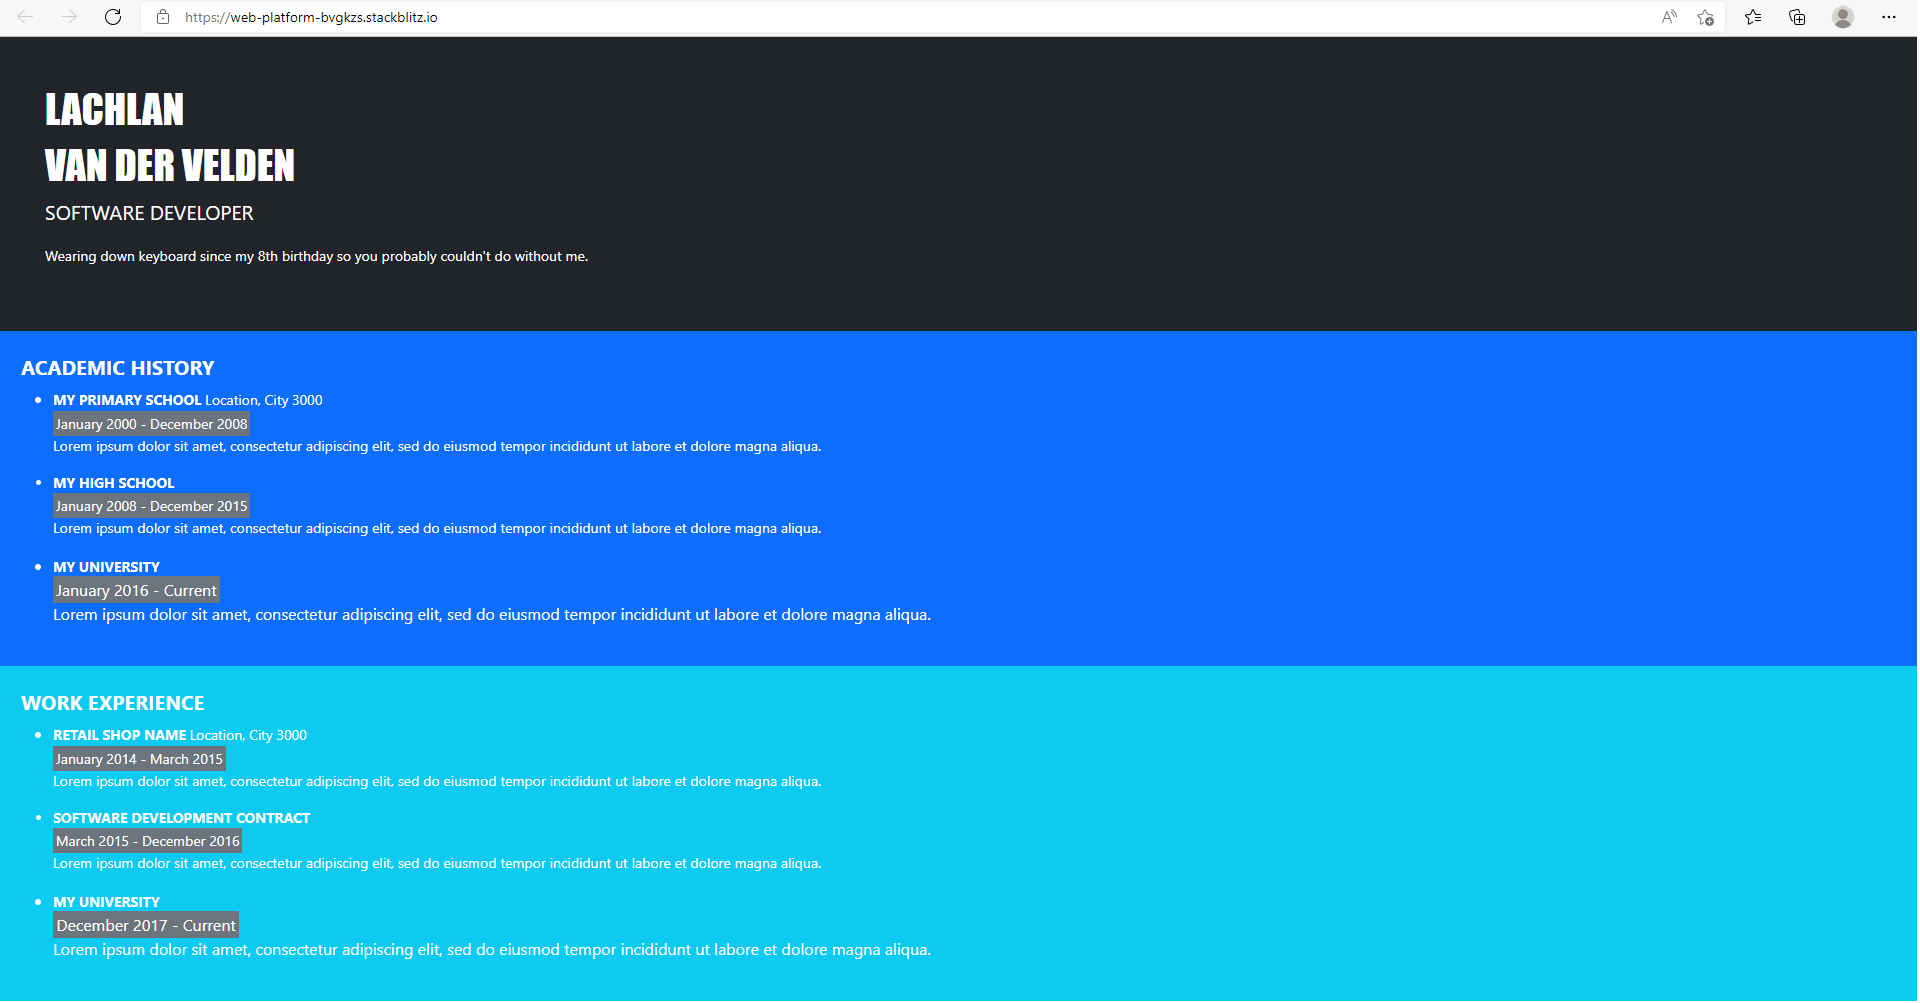 https://web-platform-bvgkzs.stackblitz.io
LACHLAN
VAN DER VELDEN
SOFTWARE DEVELOPER
Wearing down keyboard since my 8th birthday so you probably couldn't do without me.
ACADEMIC HISTORY
MY PRIMARY SCHOOL Location, City 3000
January 2000 - December 2008
Lorem ipsum dolor sit amet, consectetur adipiscing elit, sed do eiusmod tempor incididunt ut labore et dolore magna aliqua.
MY HIGH SCHOOL
January 2008 - December 2015
Lorem ipsum dolor sit amet, consectetur adipiscing elit, sed do eiusmod tempor incididunt ut labore et dolore magna aliqua.
MY UNIVERSITY
January 2016 - Current
Lorem ipsum dolor sit amet, consectetur adipiscing elit, sed do eiusmod tempor incididunt ut labore et dolore magna aliqua.
WORK EXPERIENCE
RETAIL SHOP NAME Location, City 3000
January 2014 - March 2015
Lorem ipsum dolor sit amet, consectetur adipiscing elit, sed do eiusmod tempor incididunt ut labore et dolore magna aliqua.
SOFTWARE DEVELOPMENT CONTRACT
March 2015 - December 2016
Lorem ipsum dolor sit amet, consectetur adipiscing elit, sed do eiusmod tempor incididunt ut labore et dolore magna aliqua.
MY UNIVERSITY
December 2017 - Current
Lorem ipsum dolor sit amet, consectetur adipiscing elit, sed do eiusmod tempor incididunt ut labore et dolore magna aliqua.